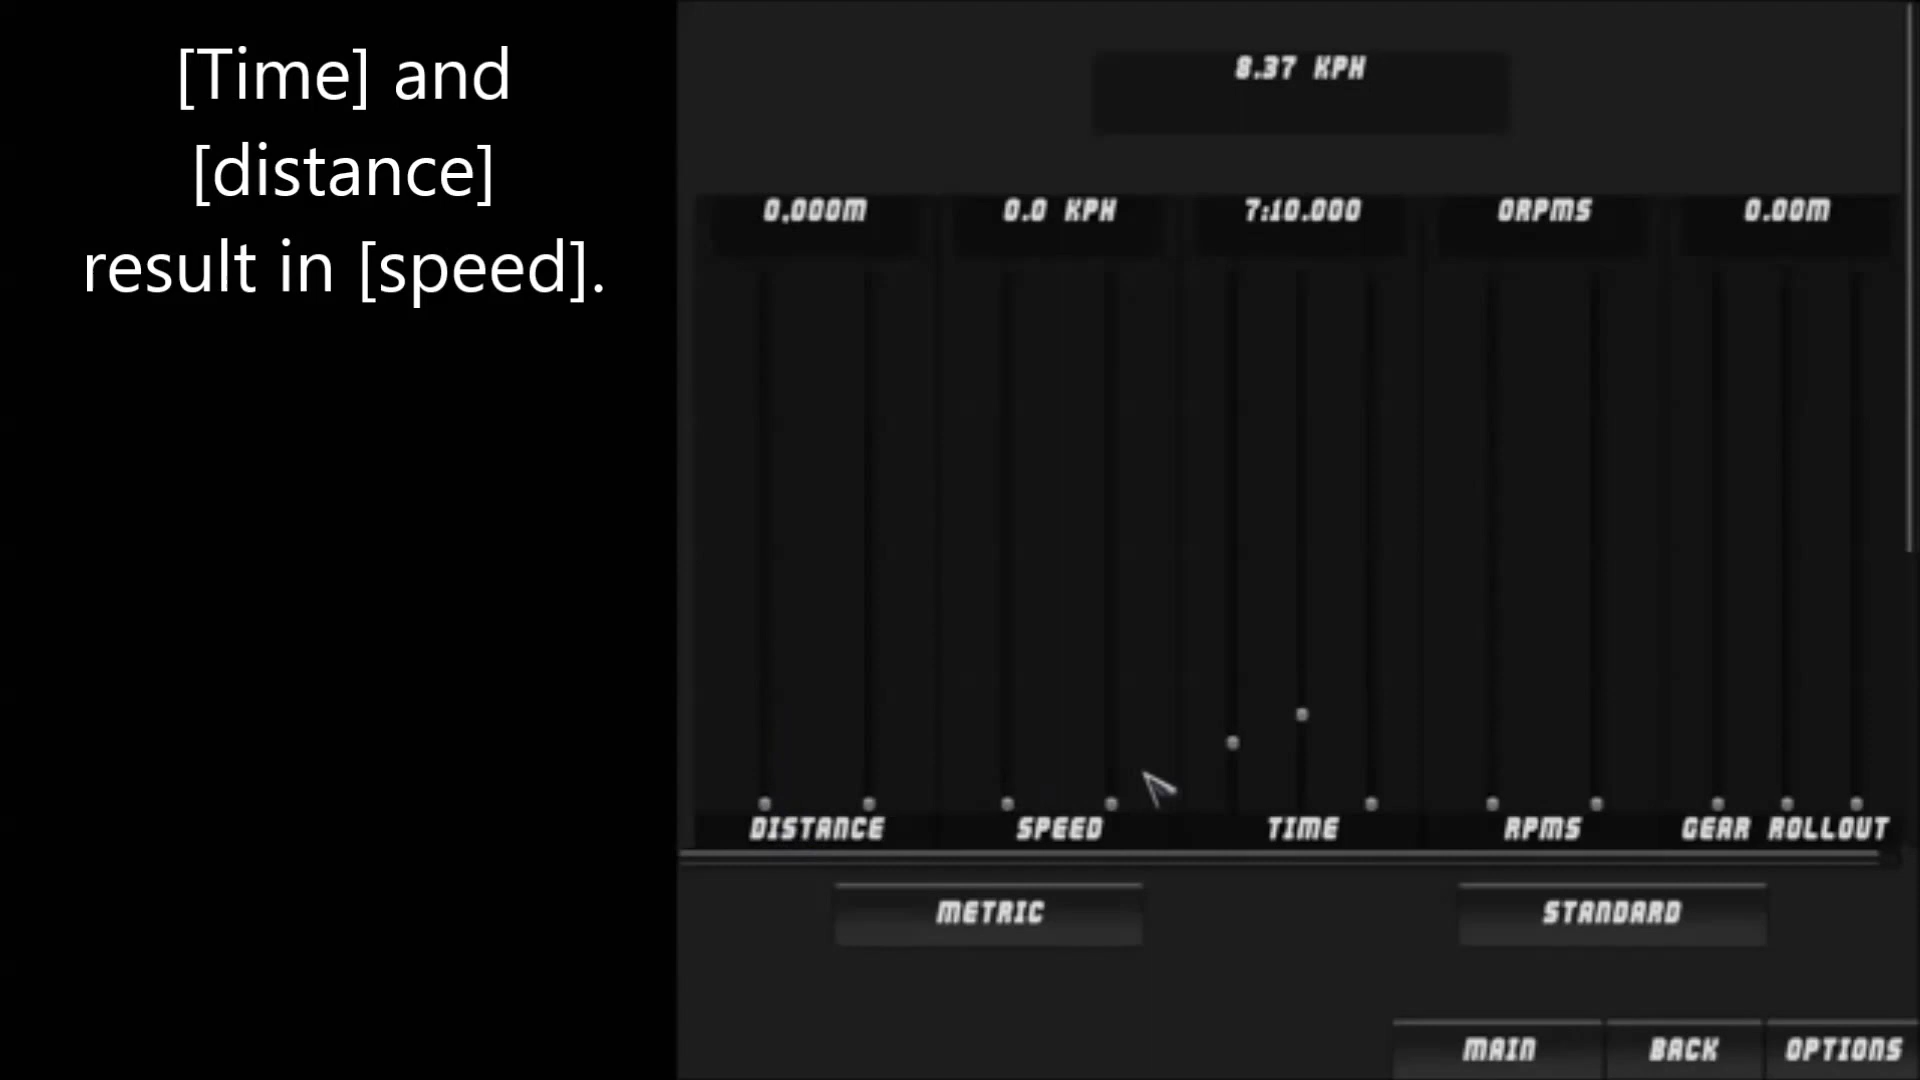 [Time] and
[distance]
result in [speed].
8.37 KPH
0,000M
0.0 KPH
7:10.000
0RPMS
0.00M
DISTANCE
SPEED
TIME
RPMS
GEAR ROLLOUT
METRIC
STANDARD
MAIN
BACK
OPTIONS